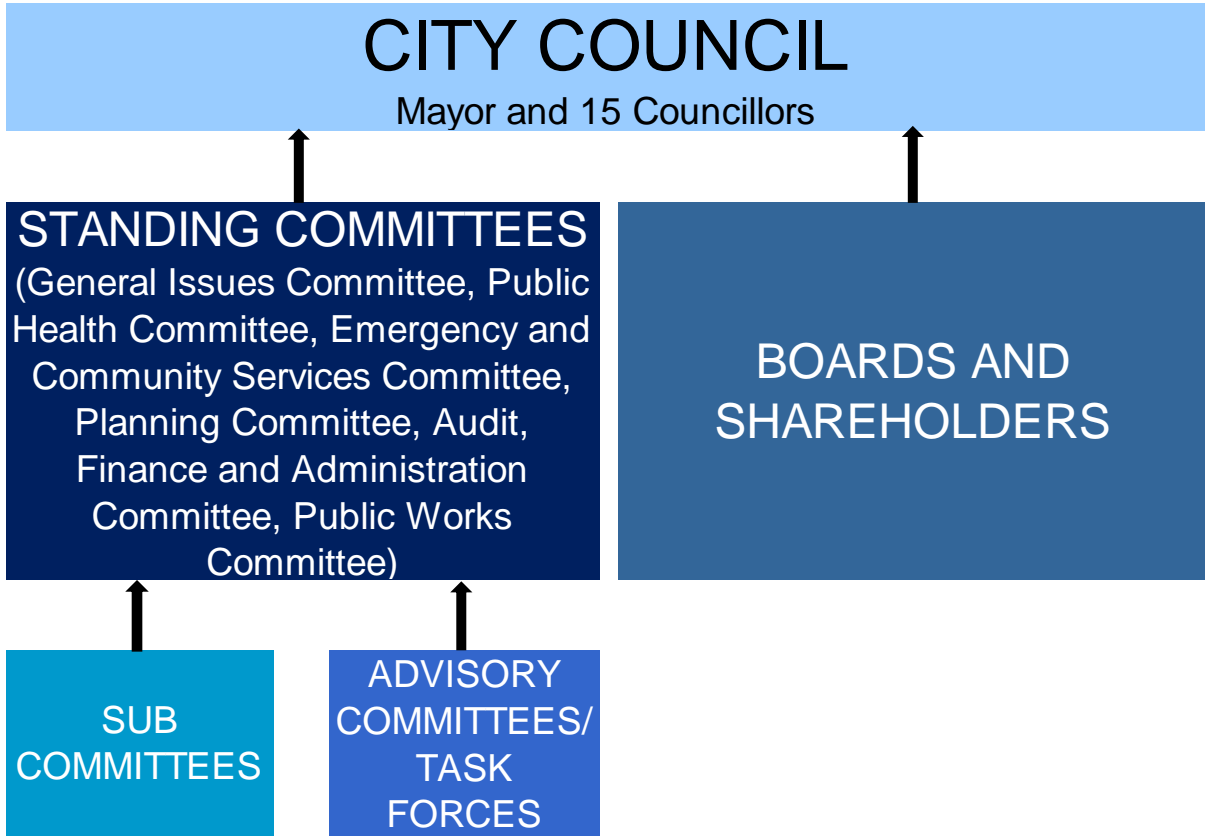 CITY COUNCIL
Mayor and 15 Councillors
STANDING COMMITTEES
(General Issues Committee, Public
Health Committee, Emergency and
Community Services Committee,
Planning Committee, Audit,
Finance and Administration
Committee, Public Works
Committee)
BOARDS AND
SHAREHOLDERS
SUB
COMMITTEES
ADVISORY
COMMITTEES/
TASK
FORCES